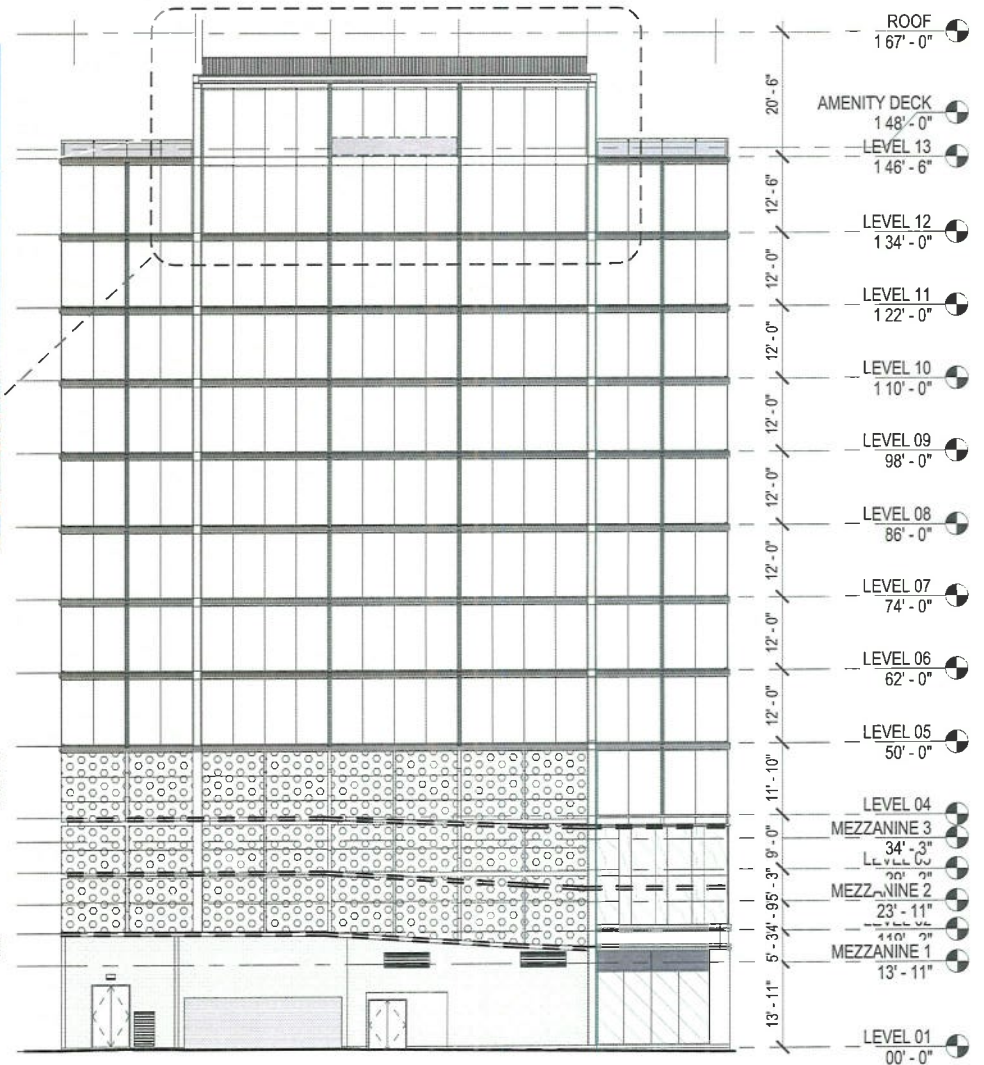 ROOF
167' - 0"
AMENITY DECK
148' - 0"
LEVEL 13
146' - 6"
LEVEL 12
134' - 0"
LEVEL 11
122' - 0"
LEVEL 10
110' - 0"
LEVEL 09
98' - 0"
LEVEL 08
86' - 0"
LEVEL 07
74' - 0"
LEVEL 06
62' - 0"
LEVEL 05
50' - 0"
LEVEL 04
MEZZANINE 3
34' - 3"
MEZZANINE 2
23' - 11"
MEZZANINE 1
13' - 11"
LEVEL 01
00' - 0"
20' - 6"
12' - 6"
12' - 0"
12' - 0"
12' - 0"
12' - 0"
12' - 0"
12' - 0"
12' - 0"
11' - 10"
9' - 0"
13' - 11"